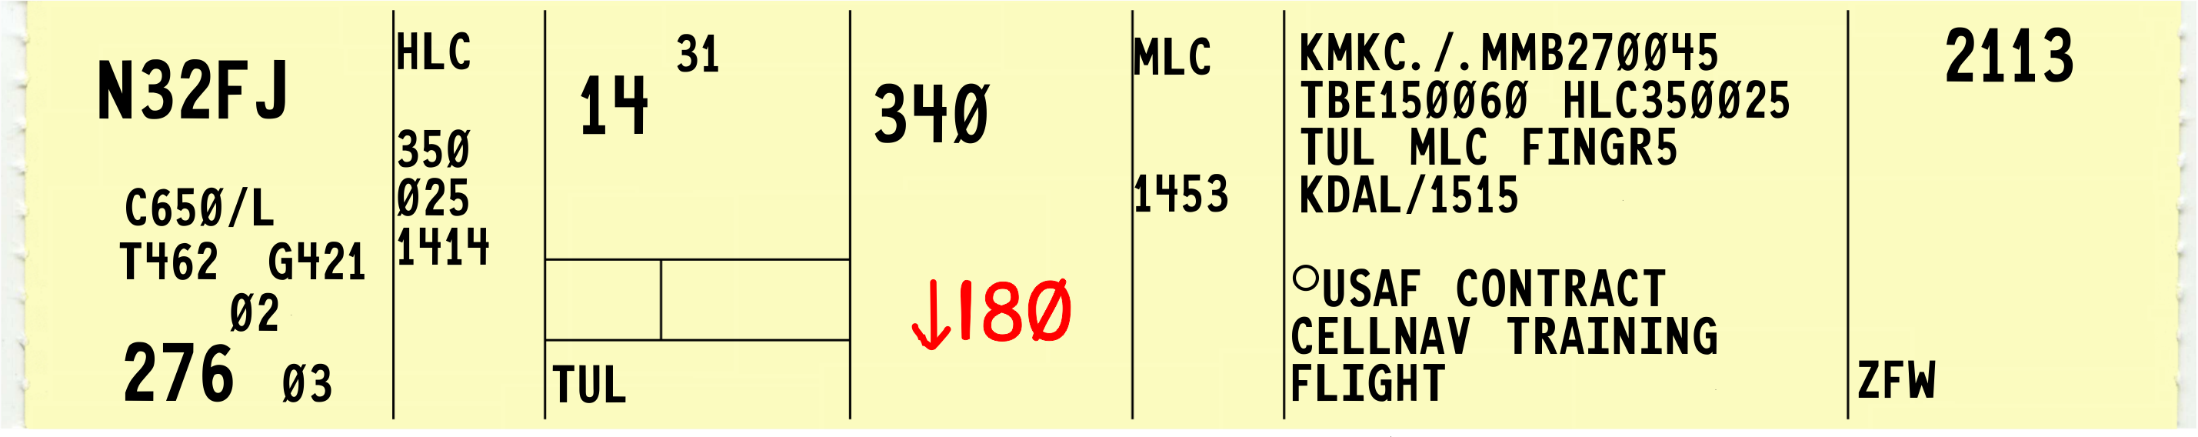 N32FJ
C65Ø/L
T462 G421
Ø2
276 Ø3
HLC
35Ø
Ø25
1414
31
14
TUL
34Ø
↓18Ø
MLC
1453
KMKC./.MMB27ØØ45
TBE15ØØ6Ø HLC35ØØ25
TUL MLC FINGR5
KDAL/1515
○USAF CONTRACT
CELLNAV TRAINING
FLIGHT
2113
ZFW